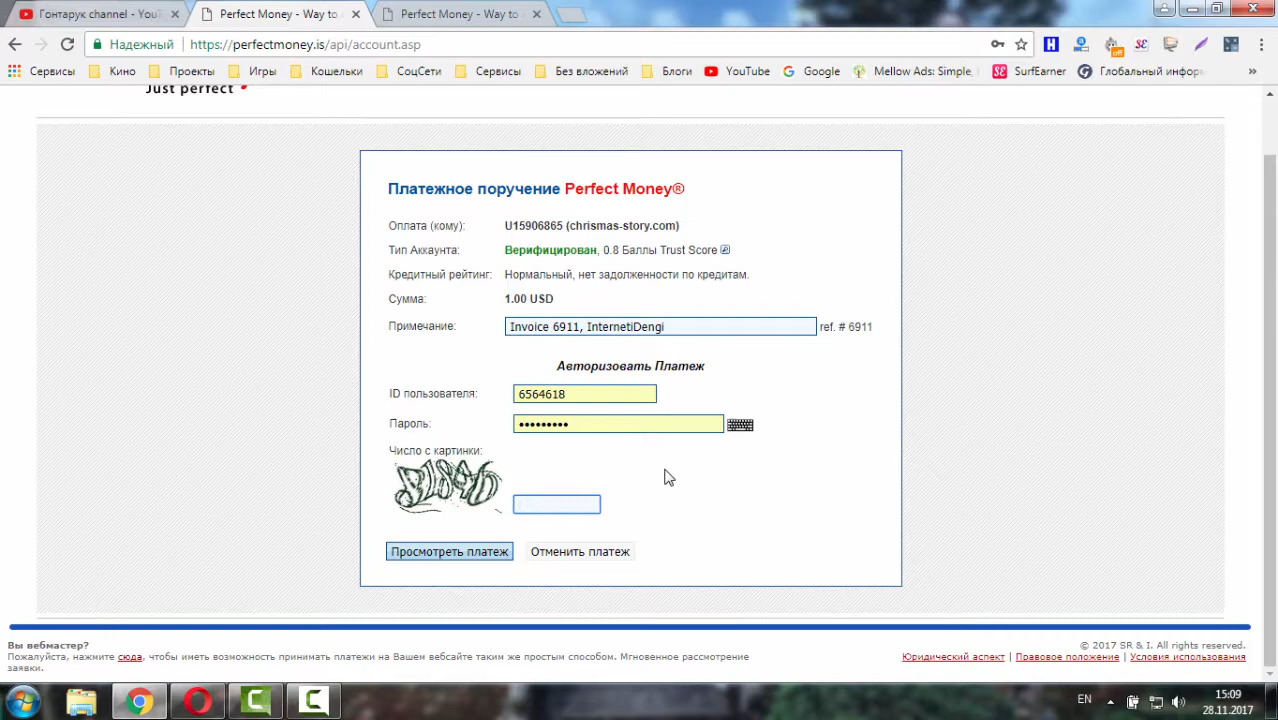 Гонтарук channel - YouT
Perfect Money - Way to
Perfect Money - Way to
Надежный
https://perfectmoney.is/api/account.asp
Сервисы
Кино
Проекты
Игры
Кошельки
СоцСети
Сервисы
Без вложений
Блоги
YouTube
Google
Mellow Ads: Simple,
SurfEarner
Глобальный инфор
off
Just perfect
Платежное поручение Perfect Money®
Оплата (кому): U15906865 (chrismas-story.com)
Тип Аккаунта: Верифицирован, 0.8 Баллы Trust Score
Кредитный рейтинг: Нормальный, нет задолженности по кредитам.
Сумма: 1.00 USD
Примечание: Invoice 6911, InternetiDengi ref. # 6911
Авторизовать Платеж
ID пользователя: 6564618
Пароль: •••••••••
Число с картинки:
Просмотреть платеж
Отменить платеж
Вы вебмастер?
Пожалуйста, нажмите сюда, чтобы иметь возможность принимать платежи на Вашем вебсайте таким же простым способом. Мгновенное рассмотрение
заявки.
© 2017 SR & I. All rights reserved.
Юридический аспект | Правовое положение | Условия использования
EN
15:09
28.11.2017